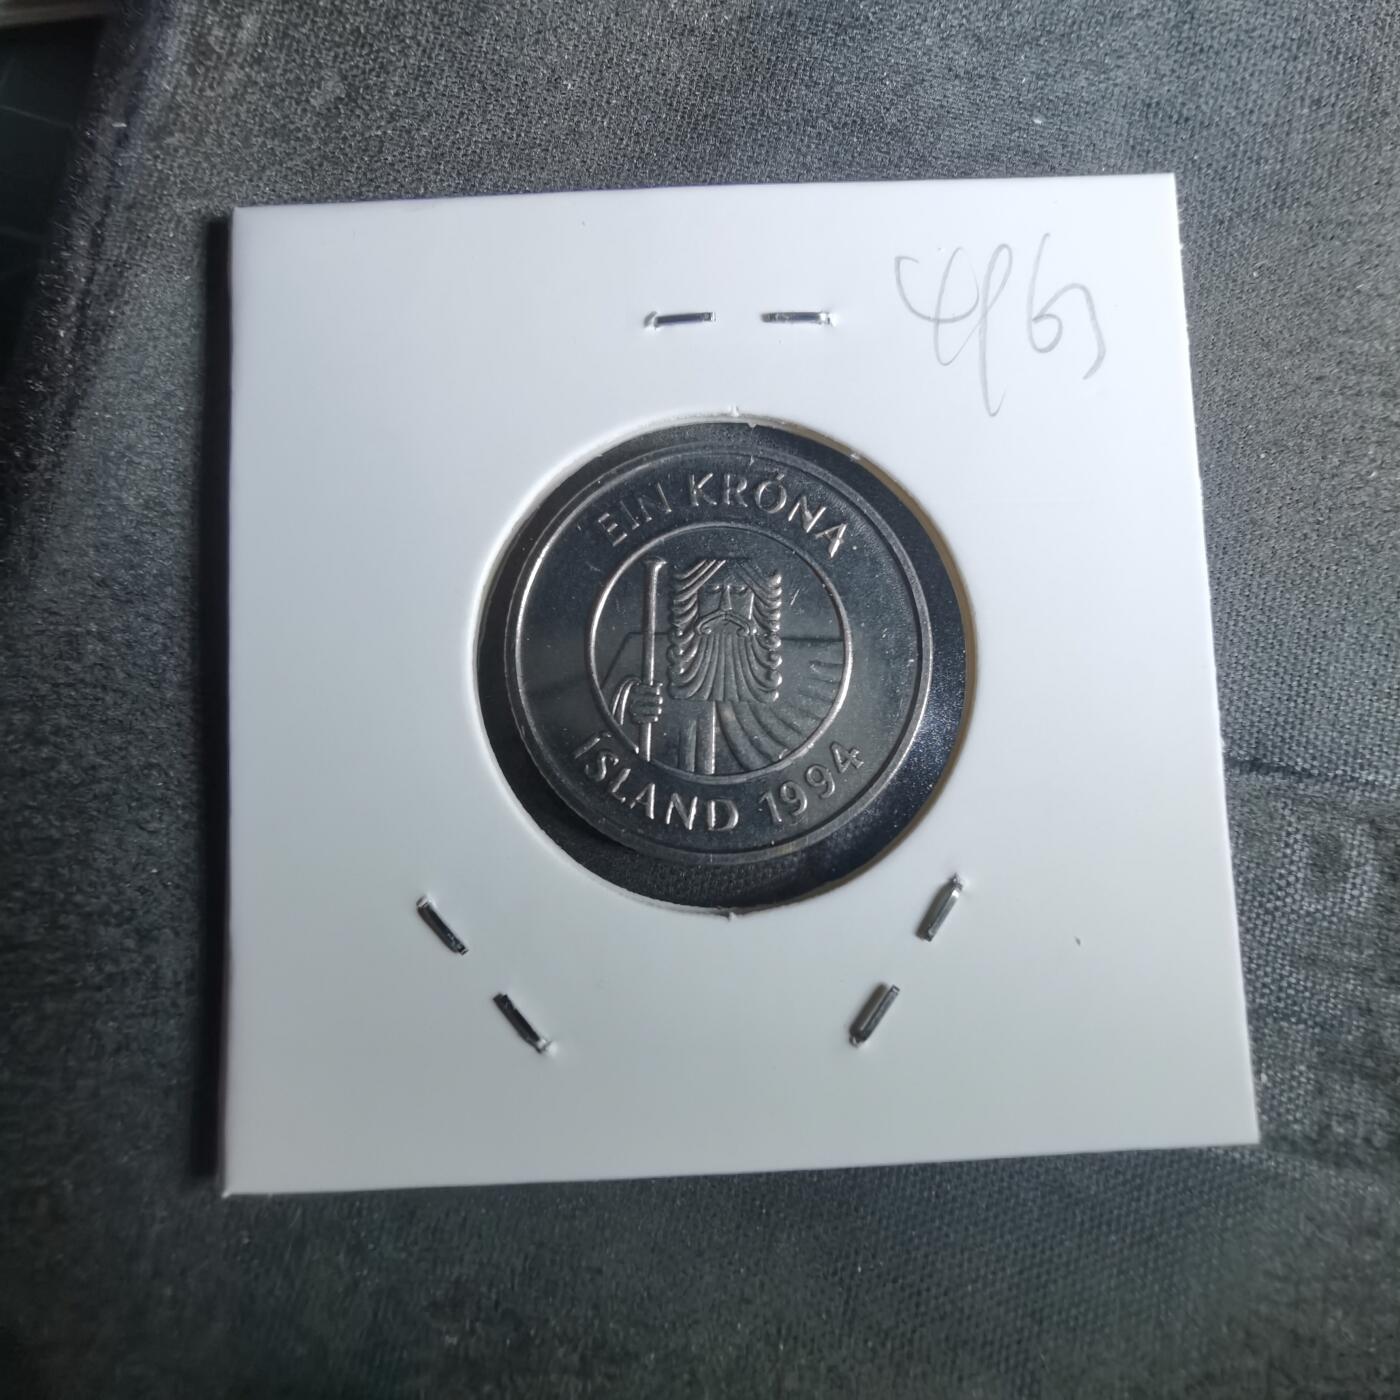 EIN KRÓNA
ÍSLAND 1994